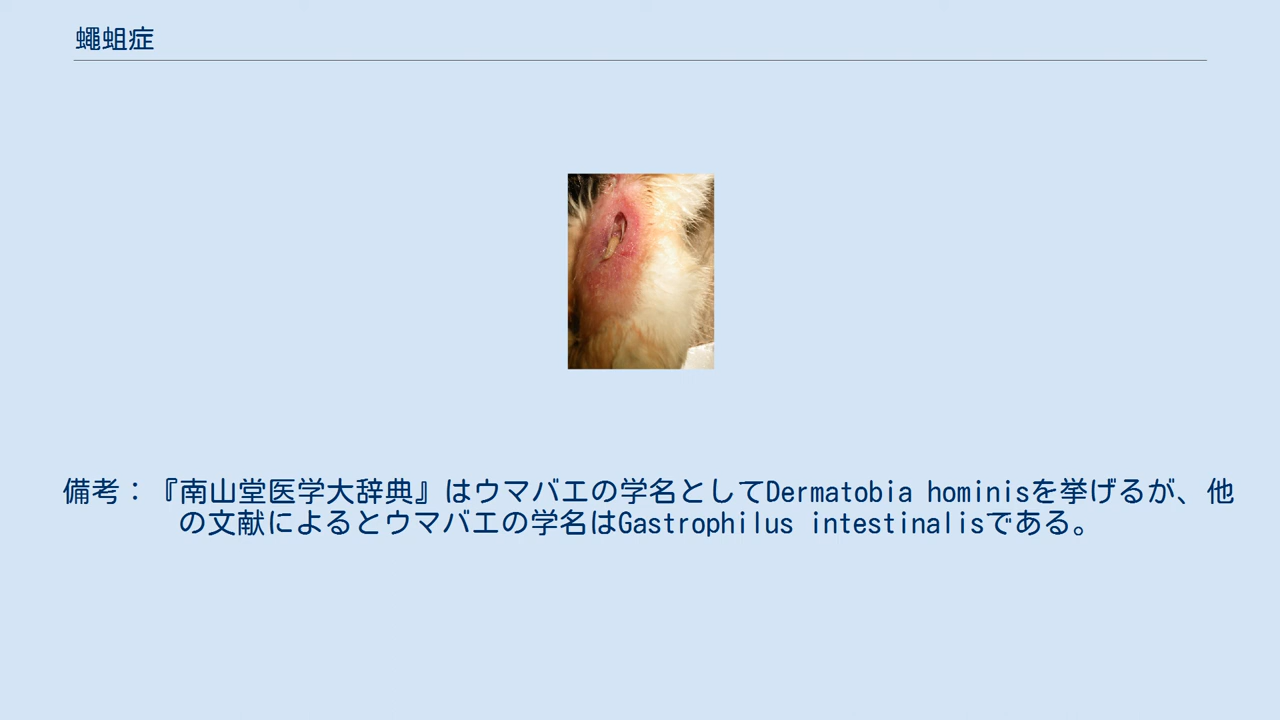 蠅蛆症
備考：『南山堂医学大辞典』はウマバエの学名としてDermatobia hominisを挙げるが、他
の文献によるとウマバエの学名はGastrophilus intestinalisである。